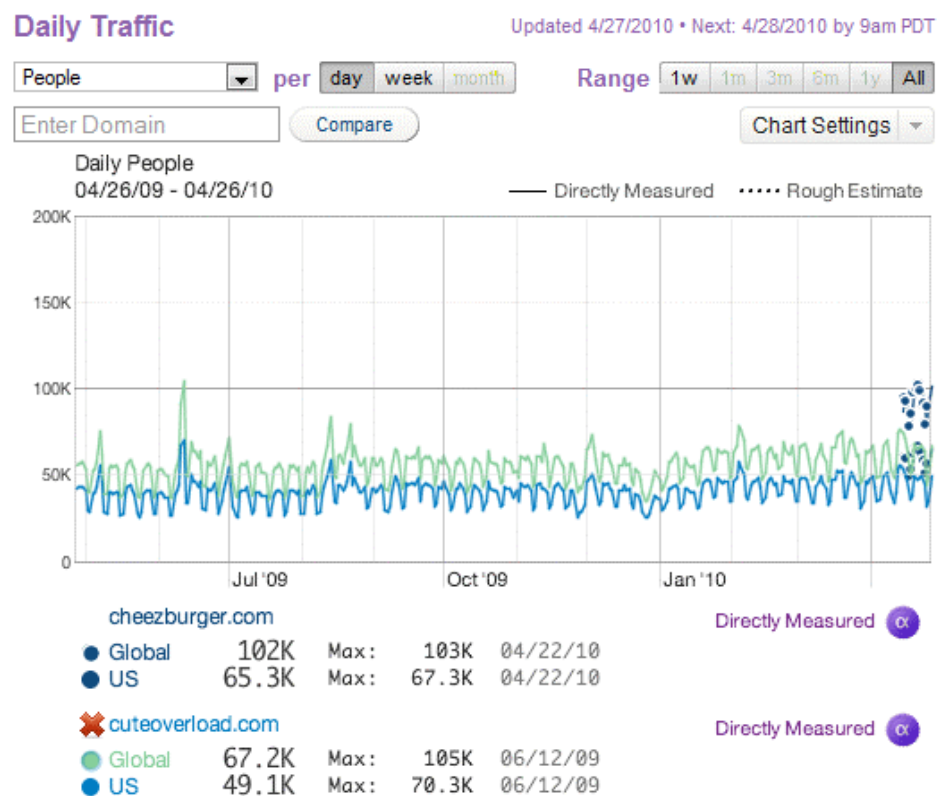 Daily Traffic
Updated 4/27/2010 • Next: 4/28/2010 by 9am PDT
People per day week month Range 1w 1m 3m 6m 1y All
Enter Domain Compare Chart Settings
Daily People
04/26/09 - 04/26/10
Directly Measured Rough Estimate
200K
150K
100K
50K
0
Jul '09 Oct '09 Jan '10
cheezburger.com Directly Measured α
Global 102K Max: 103K 04/22/10
US 65.3K Max: 67.3K 04/22/10
cuteoverload.com Directly Measured α
Global 67.2K Max: 105K 06/12/09
US 49.1K Max: 70.3K 06/12/09